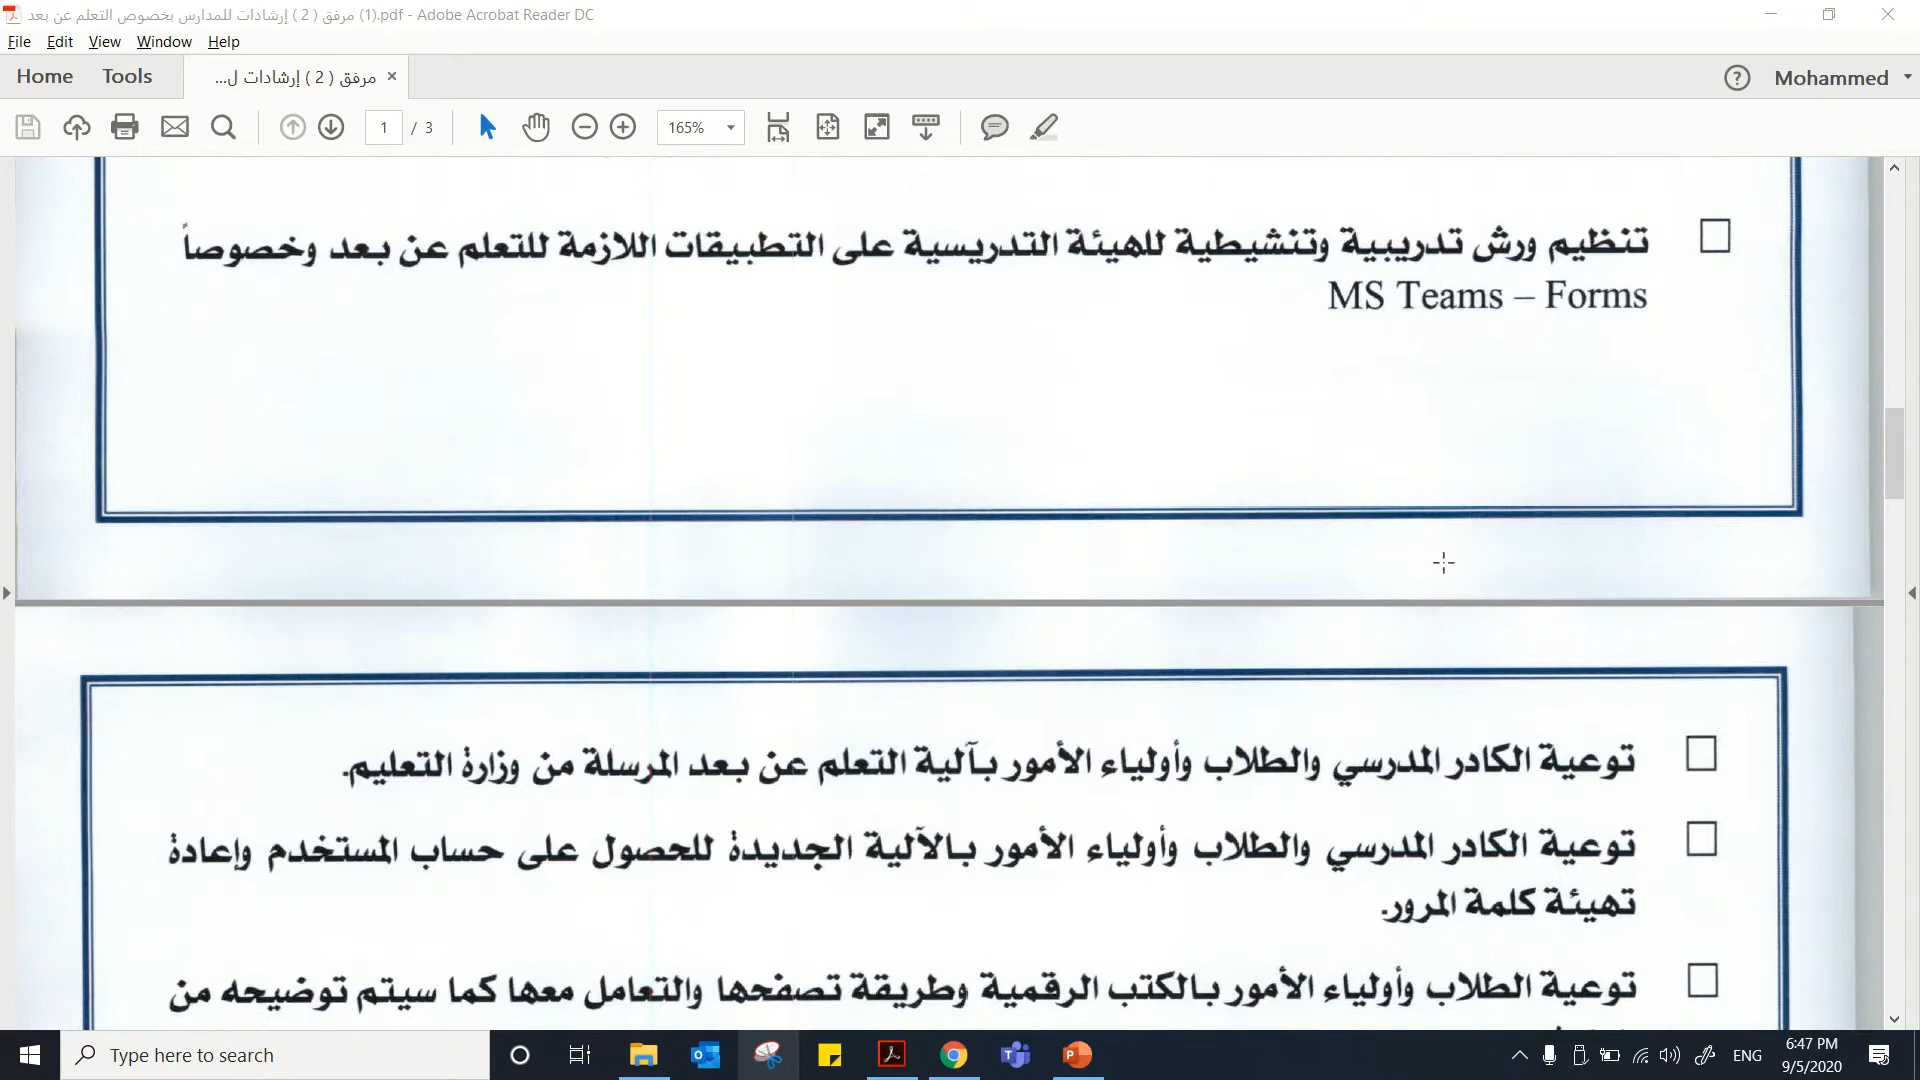 مرفق ( 2 ) إرشادات للمدارس بخصوص التعلم عن بعد (1).pdf - Adobe Acrobat Reader DC
File Edit View Window Help
Home Tools مرفق ( 2 ) إرشادات ل... × ? Mohammed
1 / 3 165%
تنظيم ورش تدريبية وتنشيطية للهيئة التدريسية على التطبيقات اللازمة للتعلم عن بعد وخصوصاً
MS Teams – Forms
توعية الكادر المدرسي والطلاب وأولياء الأمور بآلية التعلم عن بعد المرسلة من وزارة التعليم.
توعية الكادر المدرسي والطلاب وأولياء الأمور بالآلية الجديدة للحصول على حساب المستخدم وإعادة
تهيئة كلمة المرور.
توعية الطلاب وأولياء الأمور بالكتب الرقمية وطريقة تصفحها والتعامل معها كما سيتم توضيحه من
Type here to search
ENG
6:47 PM
9/5/2020